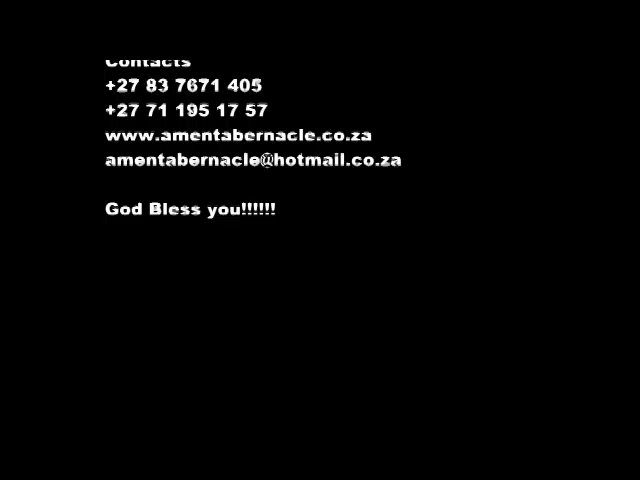 Contacts
+27 83 7671 405
+27 71 195 17 57
www.amentabernacle.co.za
amentabernacle@hotmail.co.za
God Bless you!!!!!!